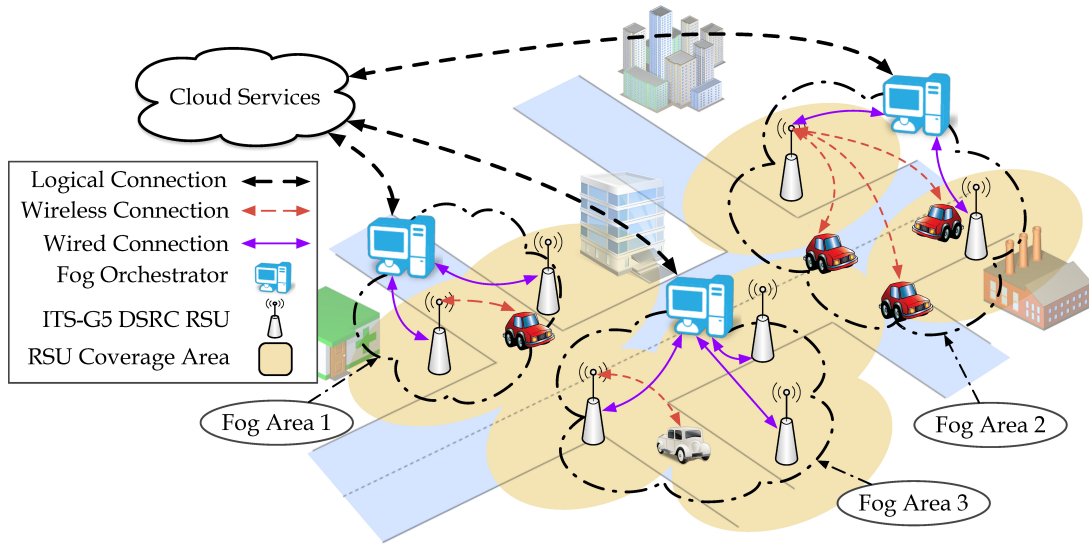 Cloud Services
Logical Connection
Wireless Connection
Wired Connection
Fog Orchestrator
ITS-G5 DSRC RSU
RSU Coverage Area
Fog Area 1
Fog Area 2
Fog Area 3